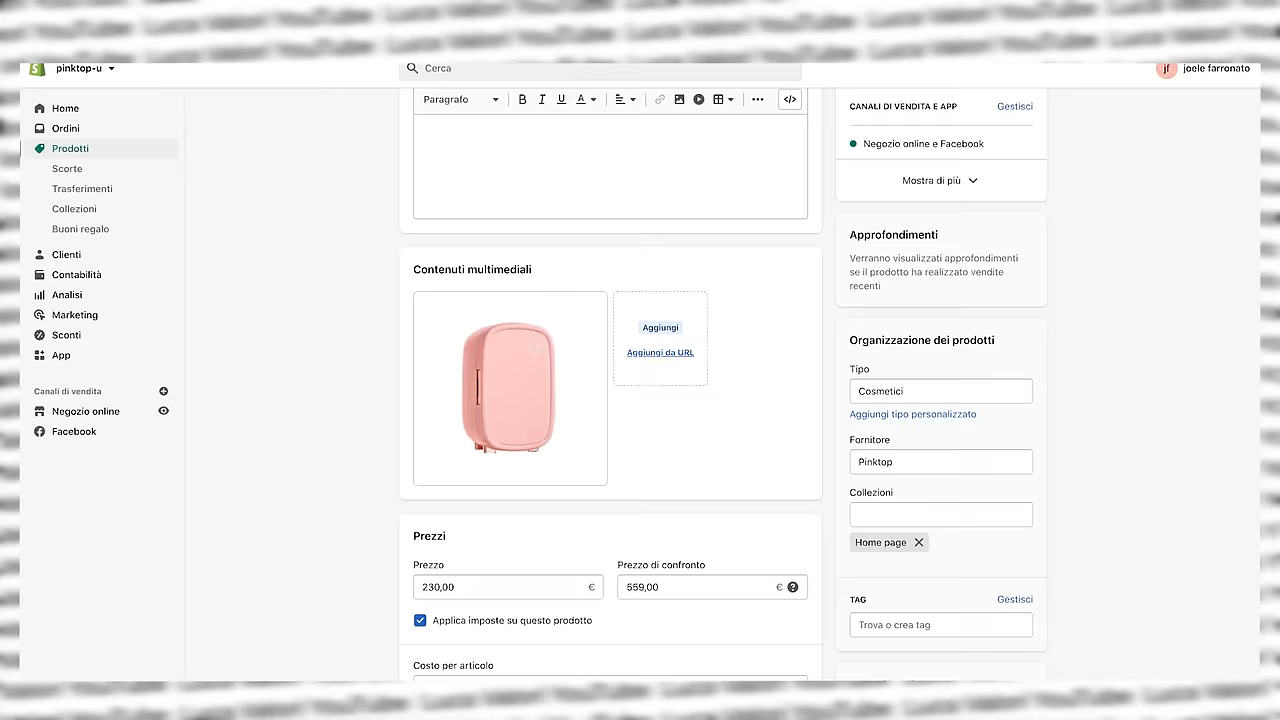 pinktop-u
Cerca
jf
joele farronato
Home
Ordini
Prodotti
Scorte
Trasferimenti
Collezioni
Buoni regalo
Clienti
Contabilità
Analisi
Marketing
Sconti
App
Canali di vendita
Negozio online
Facebook
Paragrafo
B I U A
Contenuti multimediali
Aggiungi
Aggiungi da URL
Prezzi
Prezzo
Prezzo di confronto
230,00 €
559,00 €
Applica imposte su questo prodotto
Costo per articolo
CANALI DI VENDITA E APP
Gestisci
Negozio online e Facebook
Mostra di più
Approfondimenti
Verranno visualizzati approfondimenti
se il prodotto ha realizzato vendite
recenti
Organizzazione dei prodotti
Tipo
Cosmetici
Aggiungi tipo personalizzato
Fornitore
Pinktop
Collezioni
Home page
TAG
Gestisci
Trova o crea tag